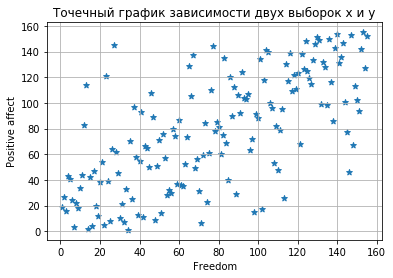 Точечный график зависимости двух выборок x и y
Positive affect
160
140
120
100
80
60
40
20
0
0 20 40 60 80 100 120 140 160
Freedom